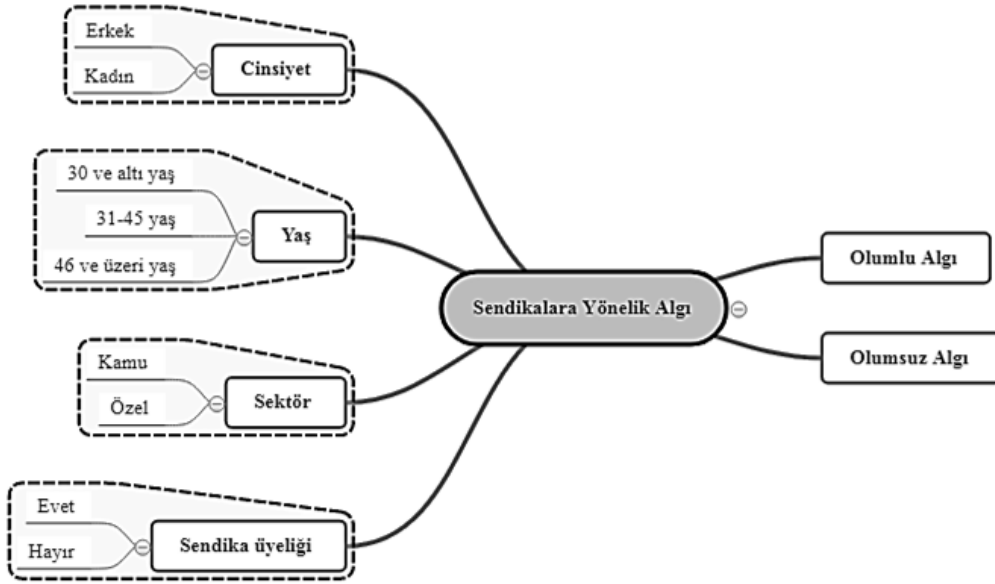 Erkek
Kadın
Cinsiyet
30 ve altı yaş
31-45 yaş
46 ve üzeri yaş
Yaş
Kamu
Özel
Sektör
Evet
Hayır
Sendika üyeliği
Sendikalara Yönelik Algı
Olumlu Algı
Olumsuz Algı